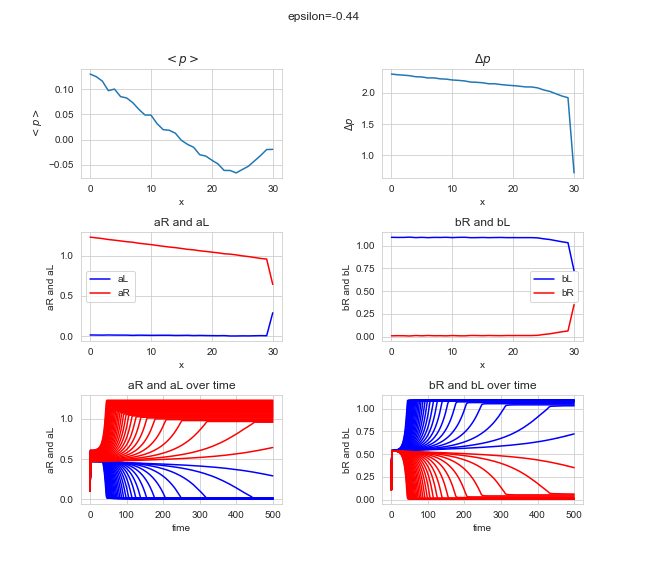 epsilon=-0.44
< p >
Δp
0.10
0.05
0.00
−0.05
< p >
0
10
20
30
x
2.0
1.5
1.0
Δp
0
10
20
30
x
aR and aL
bR and bL
1.0
0.5
0.0
aR and aL
aL
aR
0
10
20
30
x
1.00
0.75
0.50
0.25
0.00
bR and bL
bL
bR
0
10
20
30
x
aR and aL over time
bR and bL over time
1.0
0.5
0.0
aR and aL
0
100
200
300
400
500
time
1.00
0.75
0.50
0.25
0.00
bR and bL
0
100
200
300
400
500
time